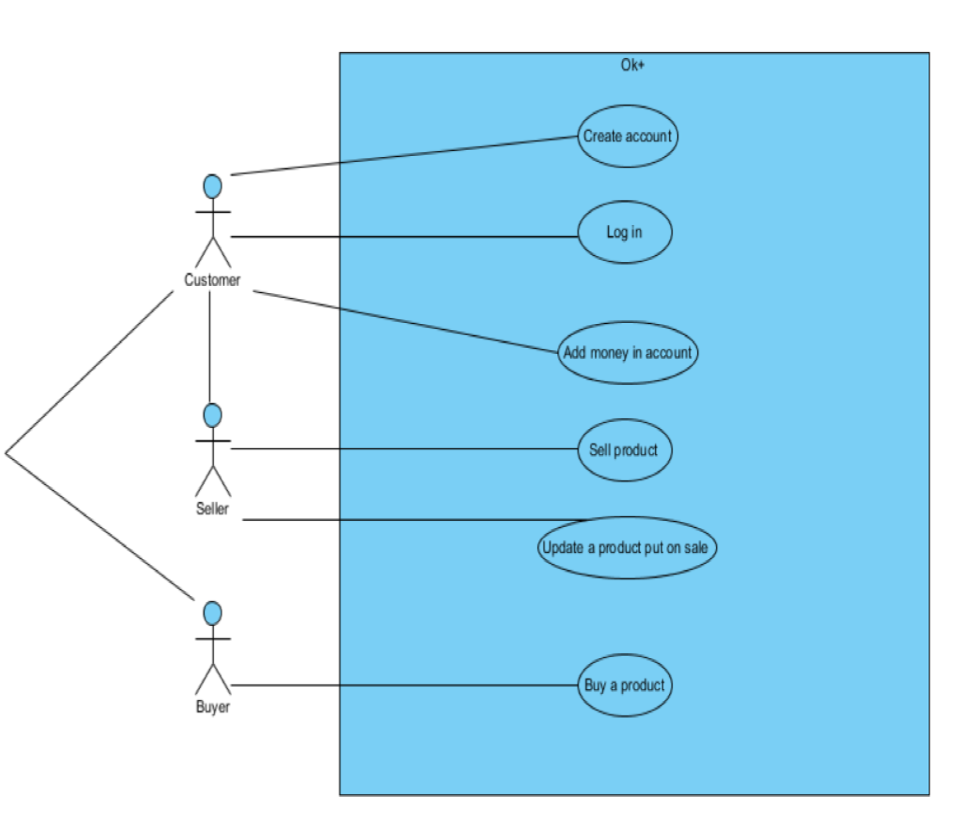 Ok+
Create account
Log in
Customer
Add money in account
Sell product
Seller
Update a product put on sale
Buy a product
Buyer